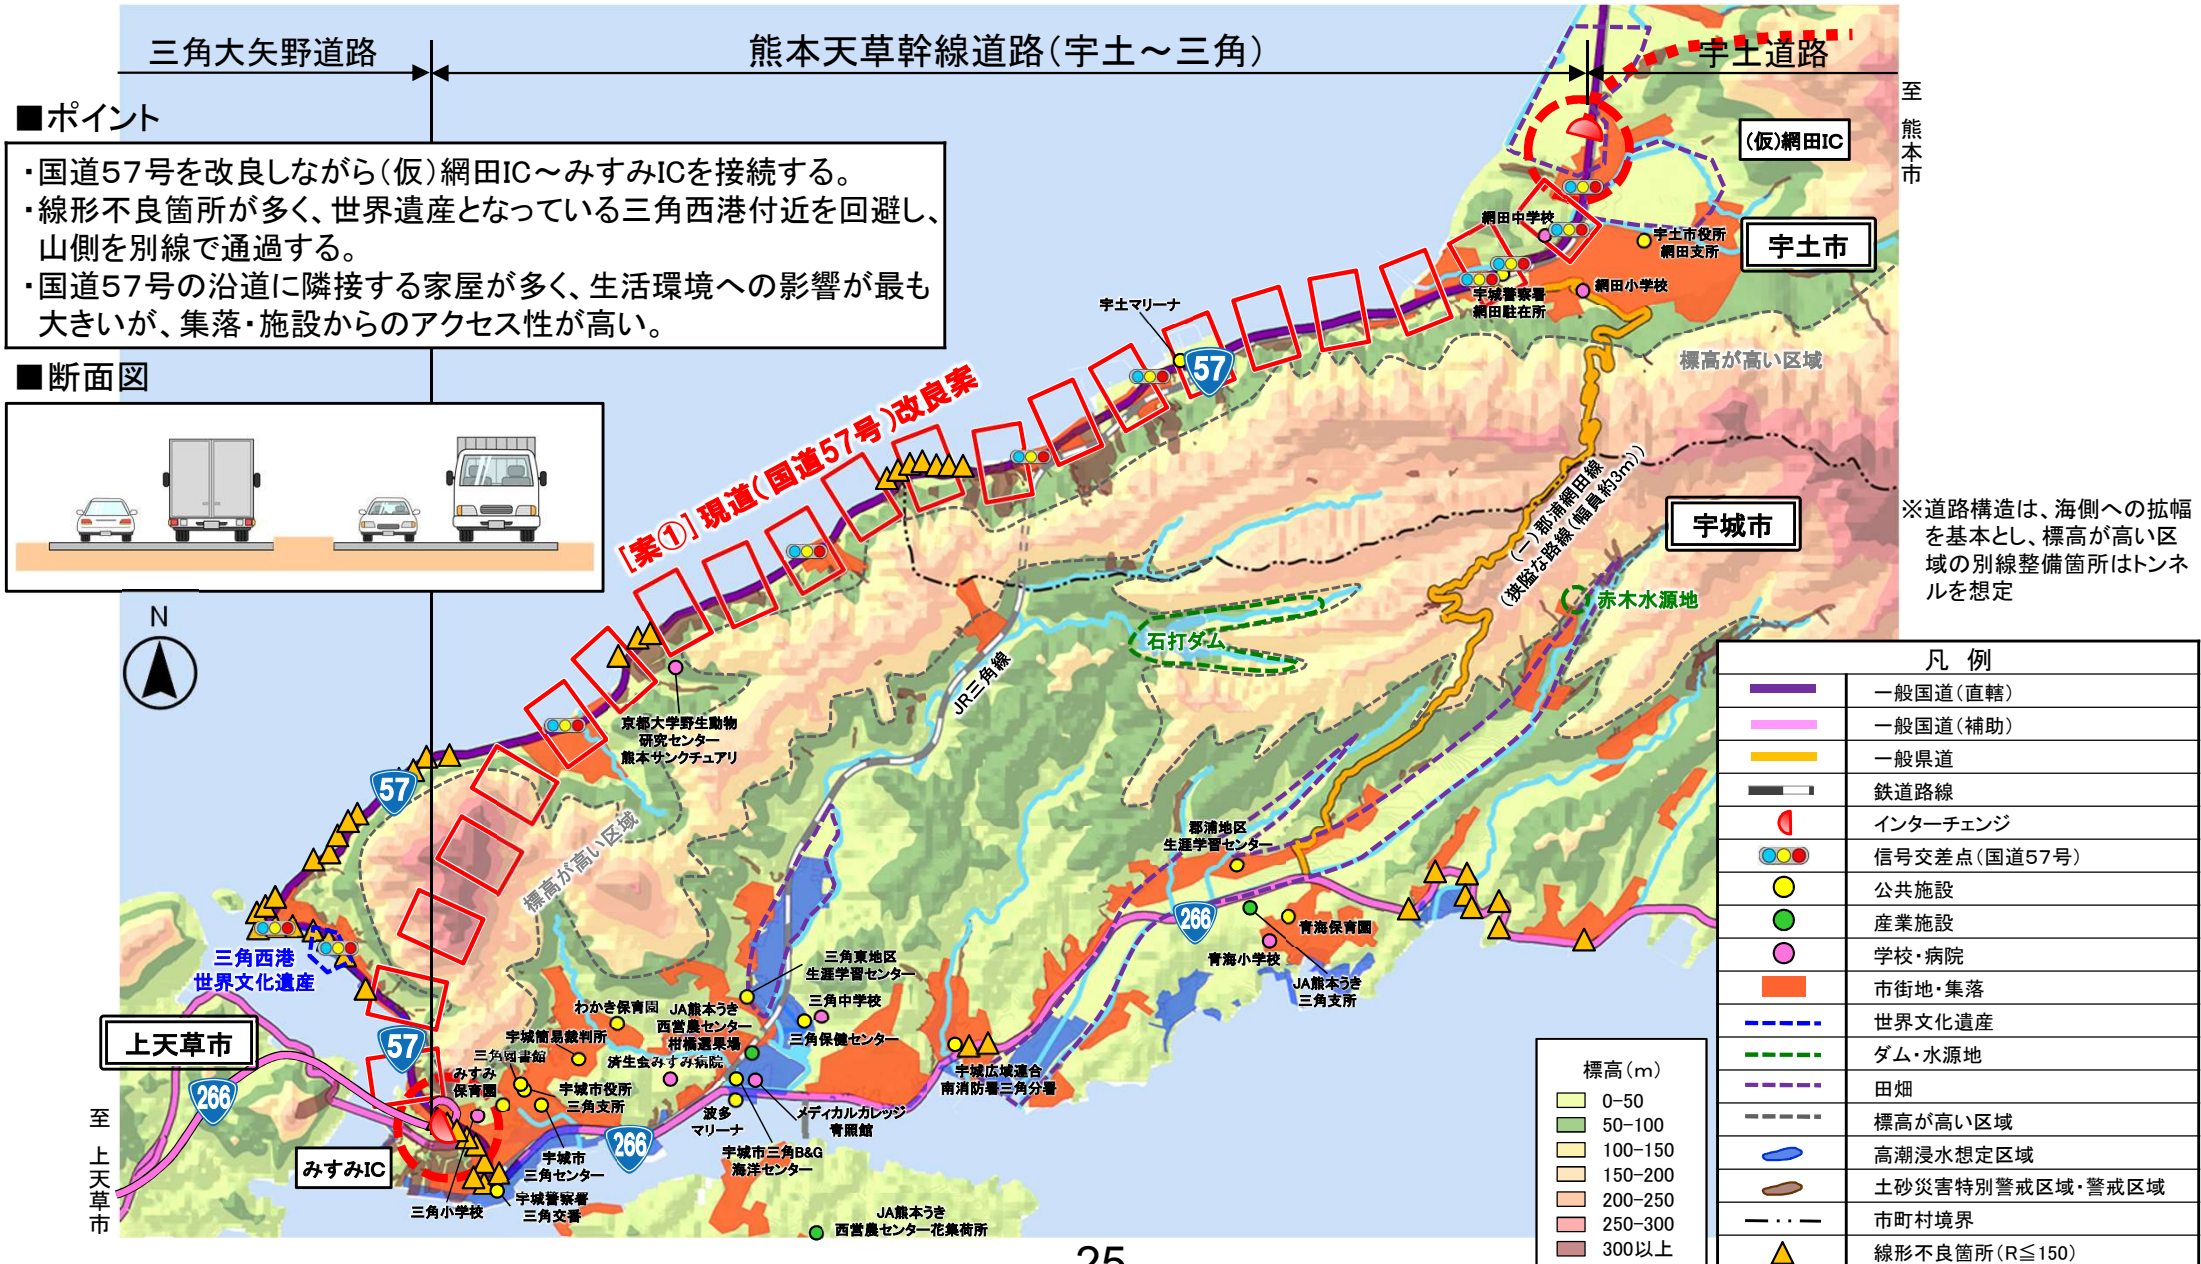 三角大矢野道路
熊本天草幹線道路(宇土～三角)
宇土道路
至 熊本市
■ポイント
・国道57号を改良しながら(仮)網田IC～みすみICを接続する。
・線形不良箇所が多く、世界遺産となっている三角西港付近を回避し、
山側を別線で通過する。
・国道57号の沿道に隣接する家屋が多く、生活環境への影響が最も
大きいが、集落・施設からのアクセス性が高い。
■断面図
N
(仮)網田IC
宇土市
網田中学校
宇土市役所
網田支所
網田小学校
宇城警察署
網田駐在所
宇土マリーナ
57
標高が高い区域
[案①] 現道(国道57号)改良案
(一)郡浦網田線
(狭隘な路線(幅員約3m))
宇城市
※道路構造は、海側への拡幅
を基本とし、標高が高い区
域の別線整備箇所はトンネ
ルを想定
赤木水源地
石打ダム
JR三角線
京都大学野生動物
研究センター
熊本サンクチュアリ
57
標高が高い区域
郡浦地区
生涯学習センター
266
青海保育園
青海小学校
JA熊本うき
三角支所
三角西港
世界文化遺産
三角東地区
生涯学習センター
三角中学校
三角保健センター
わかき保育園
JA熊本うき
西営農センター
柑橘選果場
宇城簡易裁判所
済生会みすみ病院
三角図書館
みすみ
保育園
宇城市役所
三角支所
57
上天草市
266
至 上天草市
みすみIC
宇城広域連合
南消防署三角分署
波多
マリーナ
メディカルカレッジ
青照館
266
宇城市三角B&G
海洋センター
宇城市
三角センター
宇城警察署
三角交番
三角小学校
JA熊本うき
西営農センター花集荷所
25
標高(m)
0-50
50-100
100-150
150-200
200-250
250-300
300以上
凡 例
一般国道(直轄)
一般国道(補助)
一般県道
鉄道路線
インターチェンジ
信号交差点(国道57号)
公共施設
産業施設
学校・病院
市街地・集落
世界文化遺産
ダム・水源地
田畑
標高が高い区域
高潮浸水想定区域
土砂災害特別警戒区域・警戒区域
市町村境界
線形不良箇所(R≦150)